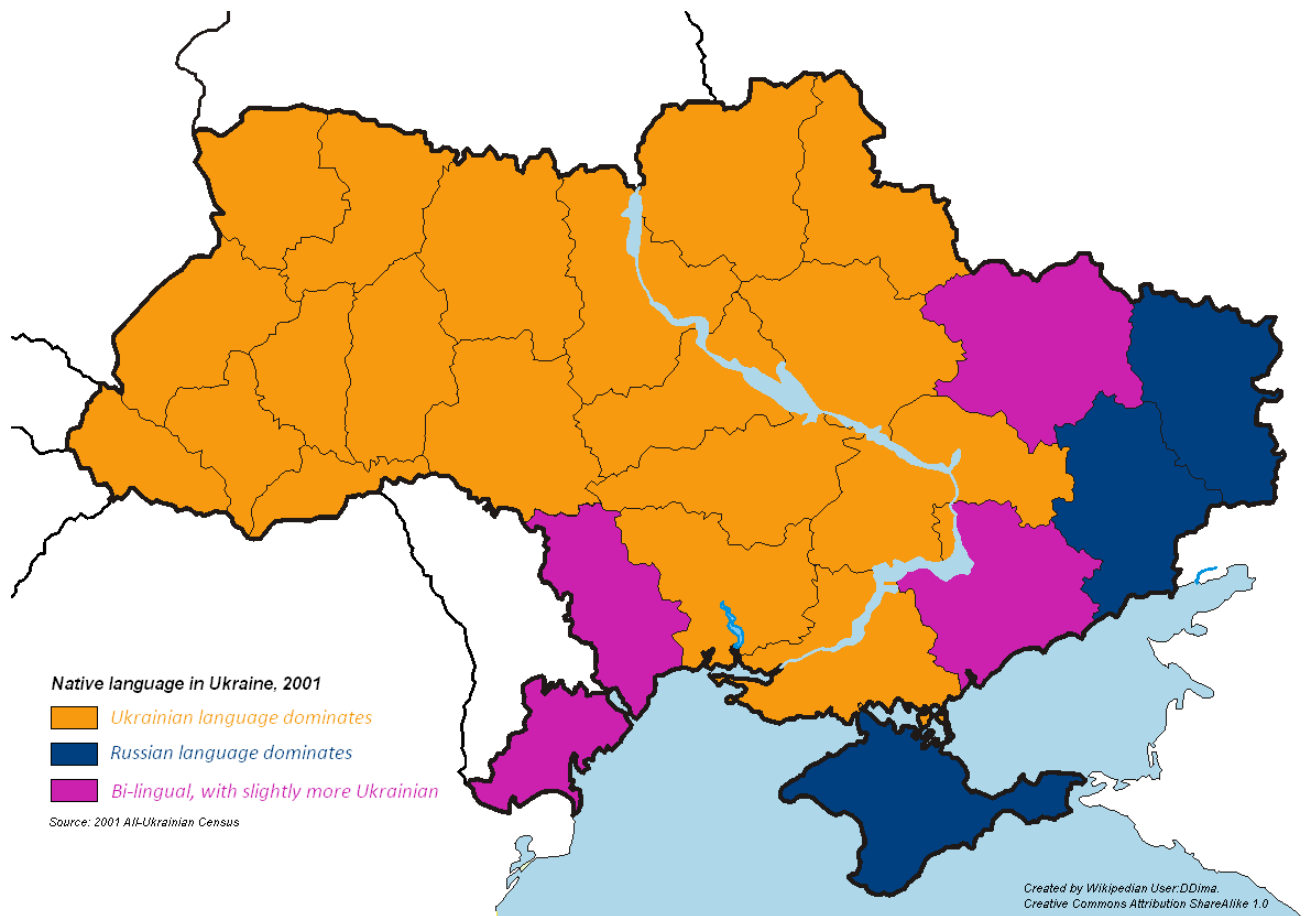 Native language in Ukraine, 2001
Ukrainian language dominates
Russian language dominates
Bi-lingual, with slightly more Ukrainian
Source: 2001 All-Ukrainian Census
Created by Wikipedian User:DDima.
Creative Commons Attribution ShareAlike 1.0